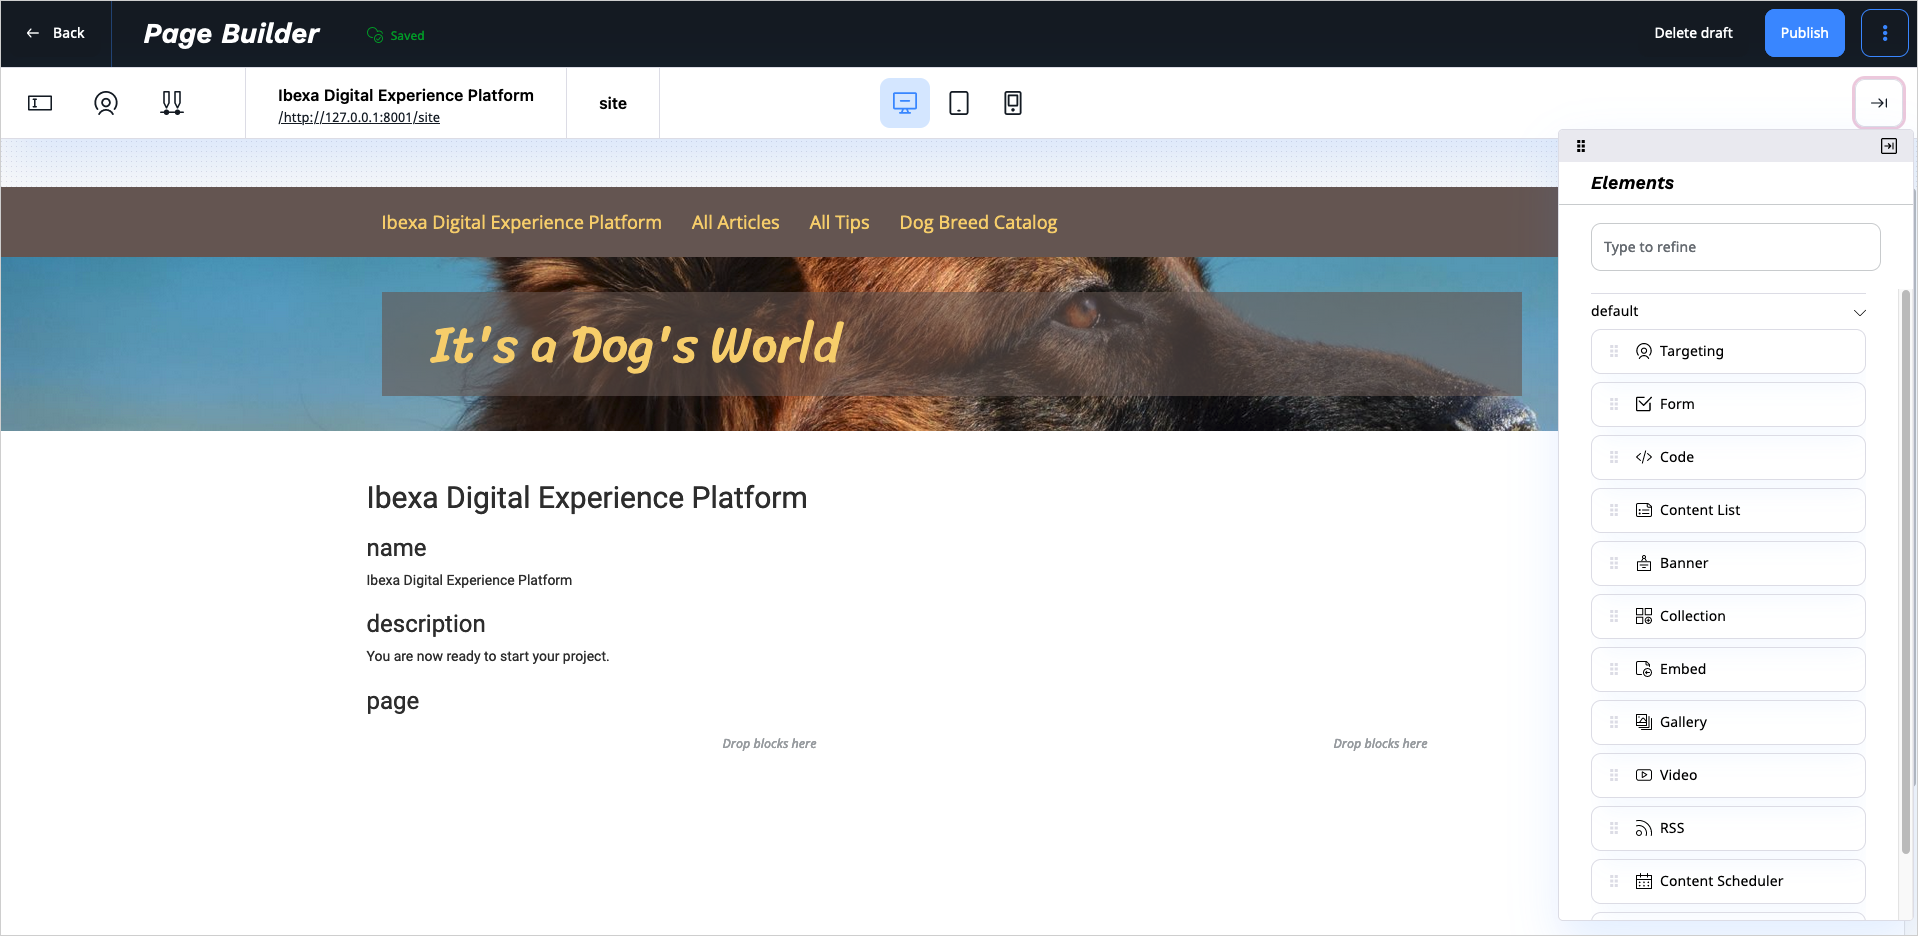 Back
Page Builder
Saved
Delete draft
Publish
Ibexa Digital Experience Platform
/http://127.0.0.1:8001/site
site
Ibexa Digital Experience Platform All Articles All Tips Dog Breed Catalog
It's a Dog's World
Ibexa Digital Experience Platform
name
Ibexa Digital Experience Platform
description
You are now ready to start your project.
page
Drop blocks here
Drop blocks here
Elements
Type to refine
default
Targeting
Form
Code
Content List
Banner
Collection
Embed
Gallery
Video
RSS
Content Scheduler